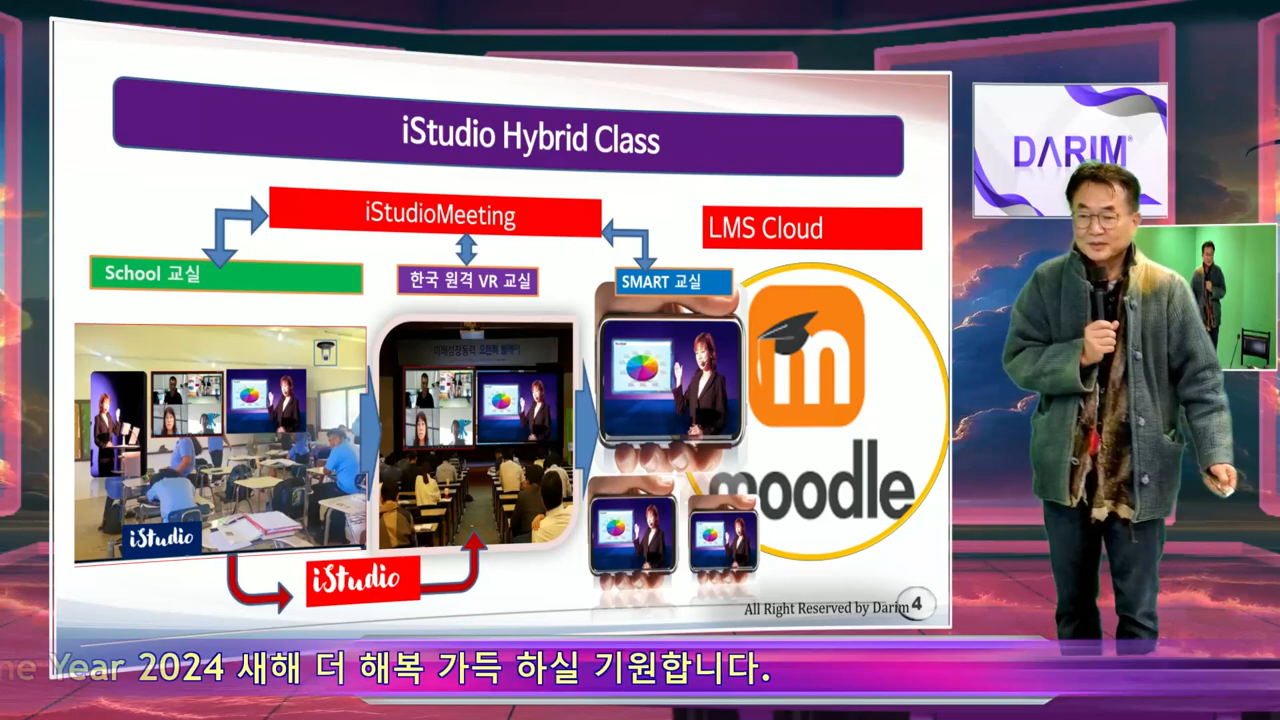 iStudio Hybrid Class
DARIM
iStudioMeeting
LMS Cloud
School 교실
한국 원격 VR 교실
SMART 교실
m
moodle
iStudio
iStudio
All Right Reserved by Darim
4
ne Year 2024 새해 더 해복 가득 하실 기원합니다.